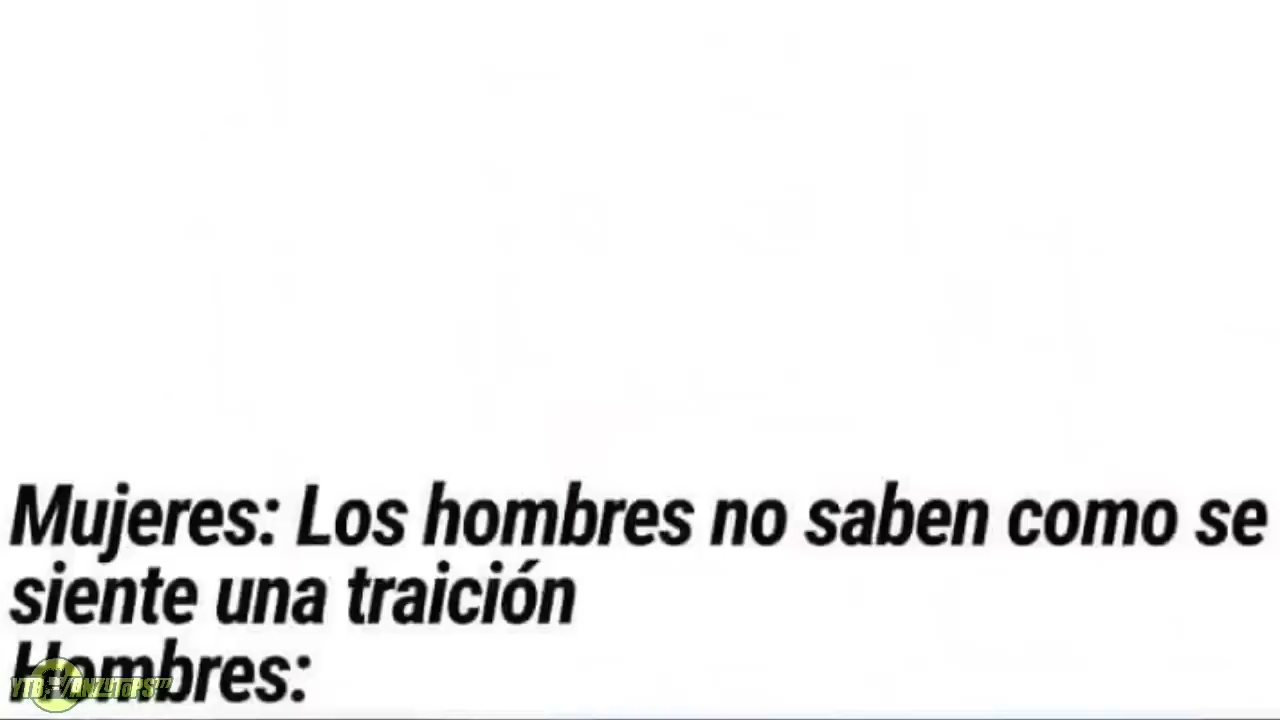 Mujeres: Los hombres no saben como se
siente una traición
Hombres: